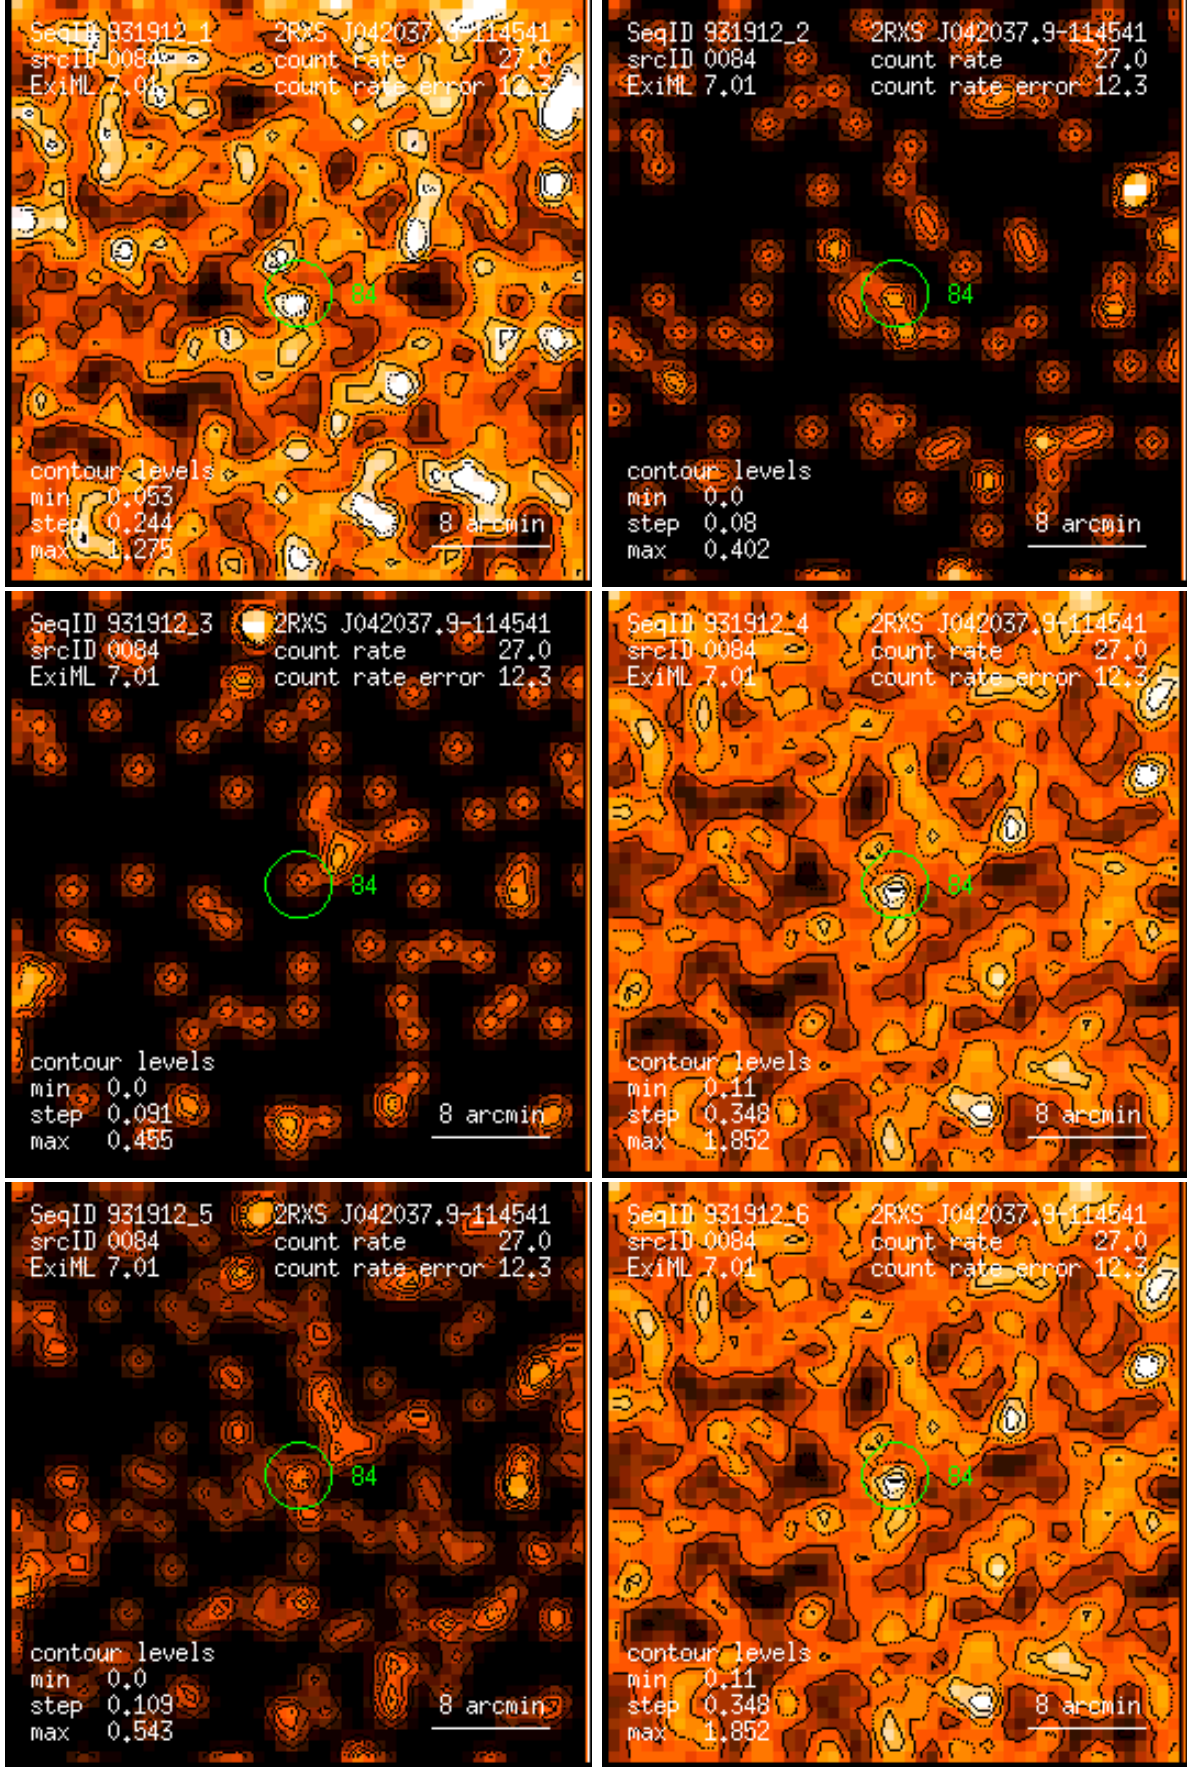 SeqID 931912_1 2RXS J042037.9-114541
srcID 0084 count rate 27.0
ExiML 7.01 count rate error 12.3
84
contour levels
min 0.053
step 0.244 8 arcmin
max 1.275
SeqID 931912_2 2RXS J042037.9-114541
srcID 0084 count rate 27.0
ExiML 7.01 count rate error 12.3
84
contour levels
min 0.0
step 0.08 8 arcmin
max 0.402
SeqID 931912_3 2RXS J042037.9-114541
srcID 0084 count rate 27.0
ExiML 7.01 count rate error 12.3
84
contour levels
min 0.0
step 0.091 8 arcmin
max 0.455
SeqID 931912_4 2RXS J042037.9-114541
srcID 0084 count rate 27.0
ExiML 7.01 count rate error 12.3
84
contour levels
min 0.11
step 0.348 8 arcmin
max 1.852
SeqID 931912_5 2RXS J042037.9-114541
srcID 0084 count rate 27.0
ExiML 7.01 count rate error 12.3
84
contour levels
min 0.0
step 0.109 8 arcmin
max 0.543
SeqID 931912_6 2RXS J042037.9-114541
srcID 0084 count rate 27.0
ExiML 7.01 count rate error 12.3
84
contour levels
min 0.11
step 0.348 8 arcmin
max 1.852